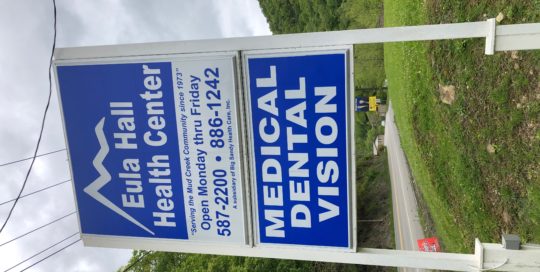 Eula Hall
Health Center
"Serving the Mud Creek Community since 1973"
Open Monday thru Friday
587-2200 • 886-1242
A subsidiary of Big Sandy Health Care, Inc.
MEDICAL
DENTAL
VISION